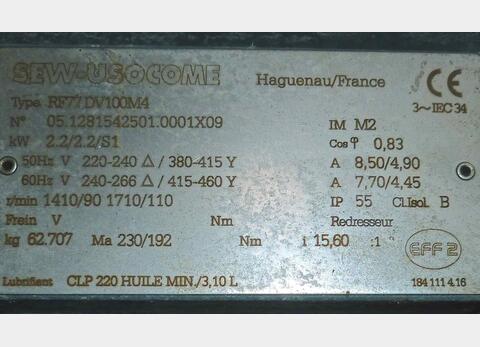 SEW-USOCOME Haguenau/France CE
Type RF77 DV100M4 3~IEC 34
N° 05.1281542501.0001X09 IM M2
kW 2.2/2.2/S1 Cos φ 0,83
50Hz V 220-240 Δ/380-415 Y A 8,50/4,90
60Hz V 240-266 Δ/415-460 Y A 7,70/4,45
r/min 1410/90 1710/110 IP 55 Cl.Isol. B
Frein V Nm Redresseur
kg 62.707 Ma 230/192 Nm i 15,60 :1 EFF 2
Lubrifiant CLP 220 HUILE MIN./3,10 L 184 111 4.16